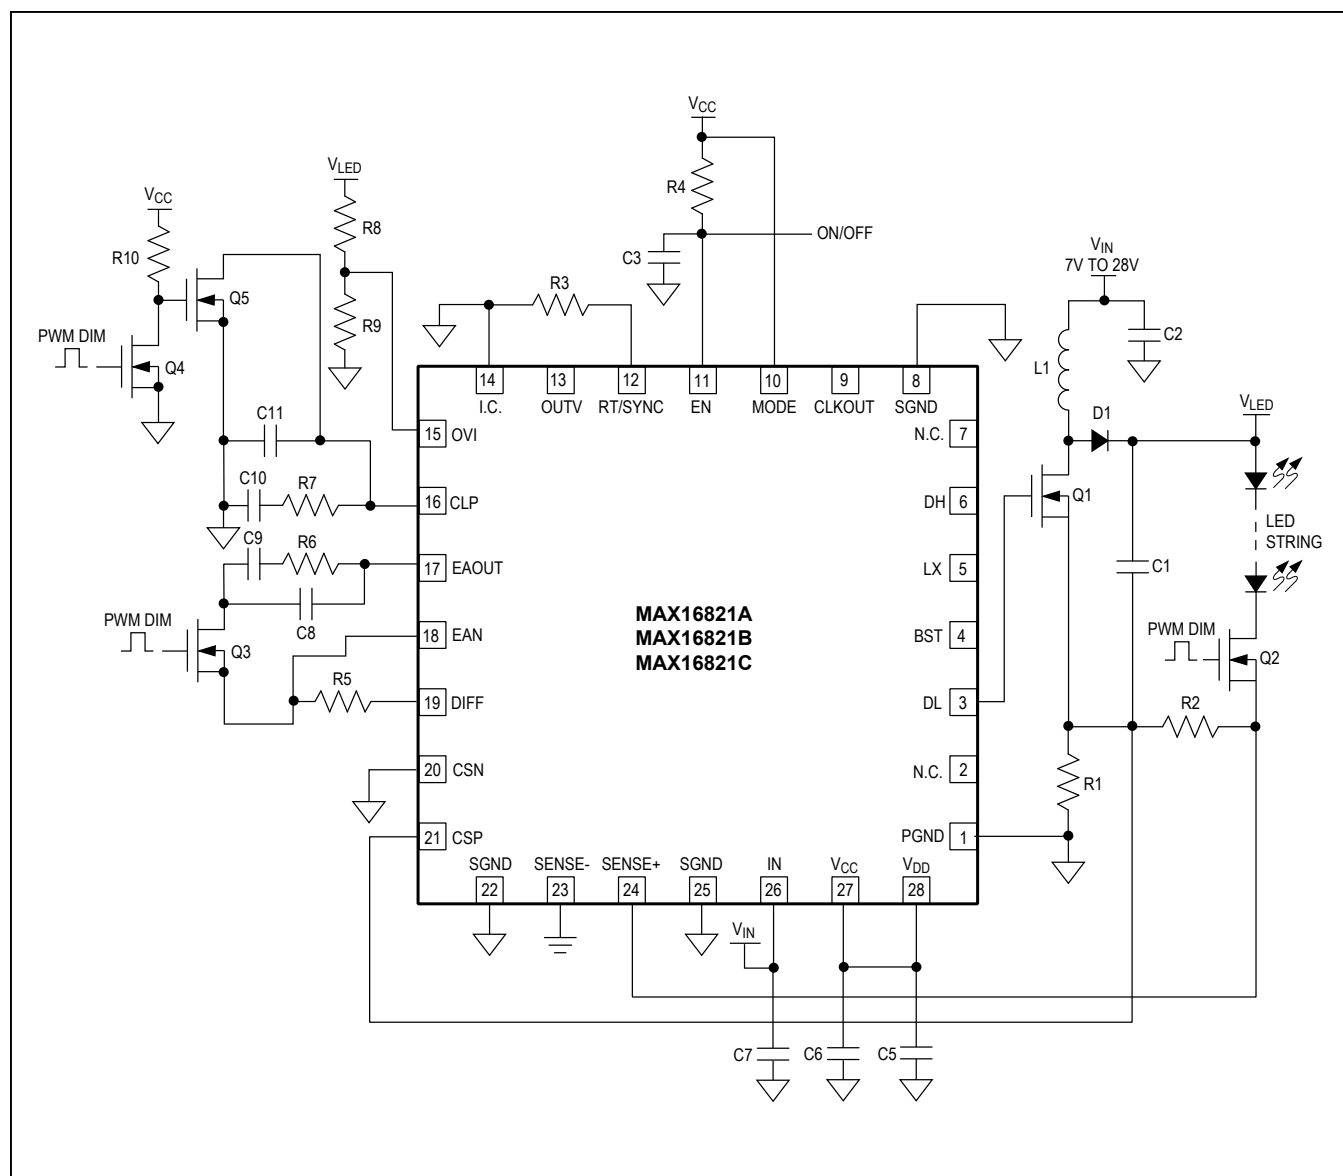 VCC
R4
ON/OFF
C3
VLED
R8
R9
VCC
R10
Q5
PWM DIM
Q4
R3
VIN
7V TO 28V
C2
L1
D1
VLED
14
13
12
11
10
9
8
I.C.
OUTV
RT/SYNC
EN
MODE
CLKOUT
SGND
C11
15
OVI
N.C.
7
C10
R7
16
CLP
DH
6
Q1
LED
STRING
C9
R6
17
EAOUT
LX
5
C1
C8
PWM DIM
Q3
18
EAN
BST
4
PWM DIM
Q2
MAX16821A
MAX16821B
MAX16821C
R5
19
DIFF
DL
3
R2
20
CSN
N.C.
2
R1
21
CSP
PGND
1
SGND
SENSE-
SENSE+
SGND
IN
VCC
VDD
22
23
24
25
26
27
28
VIN
C7
C6
C5